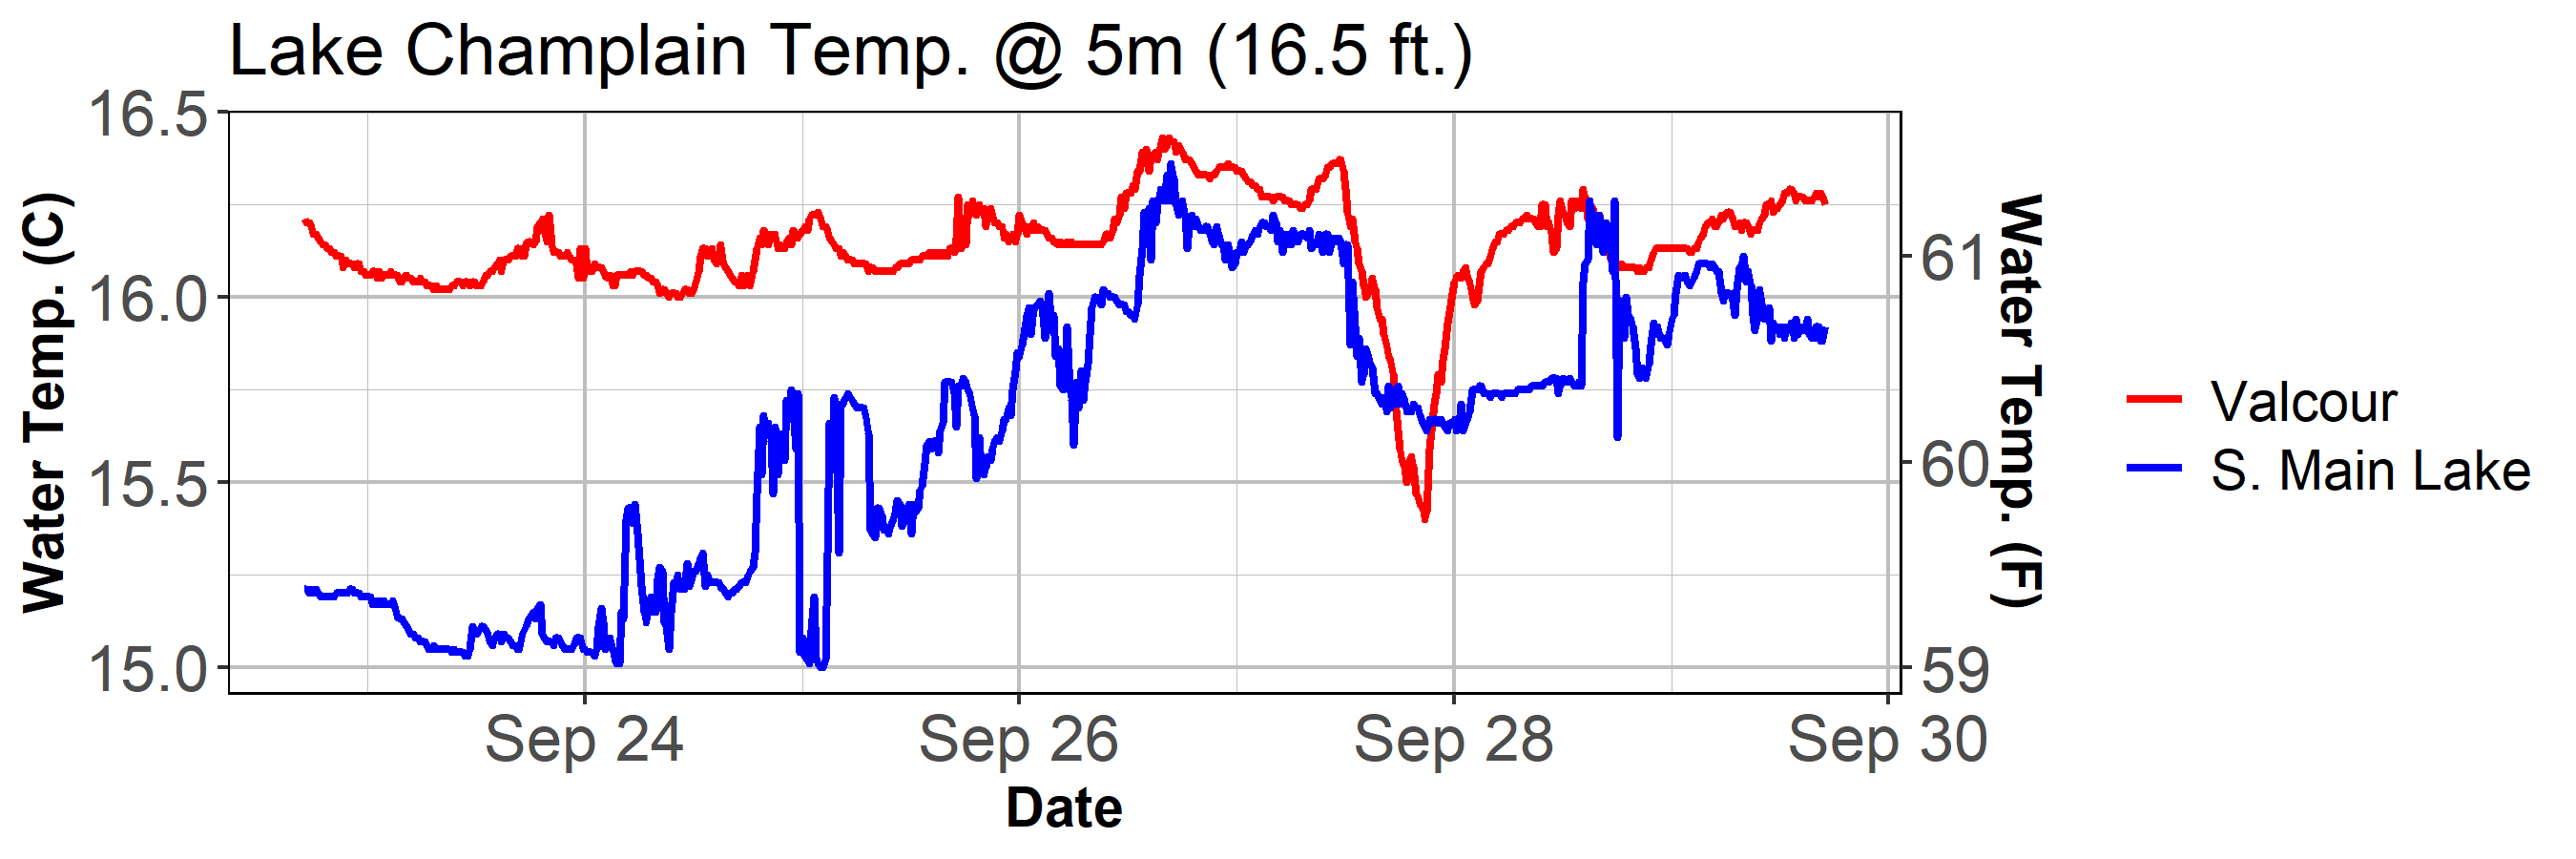 Lake Champlain Temp. @ 5m (16.5 ft.)
Water Temp. (C)
16.5
16.0
15.5
15.0
61
60
59
Water Temp. (F)
Sep 24
Sep 26
Sep 28
Sep 30
Date
Valcour
S. Main Lake